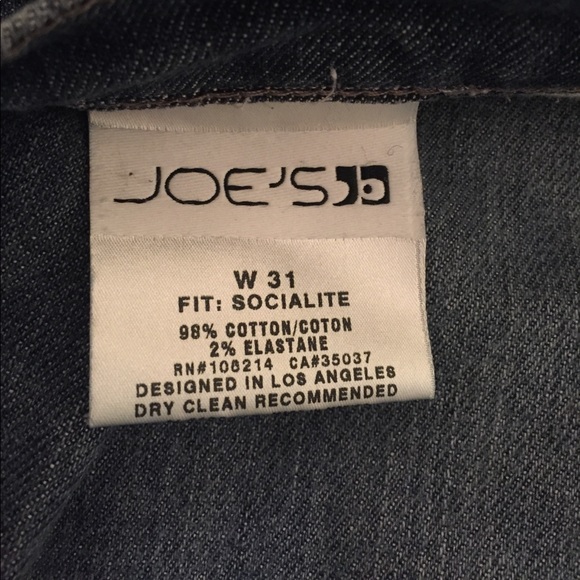 JOE'S
W 31
FIT: SOCIALITE
98% COTTON/COTON
2% ELASTANE
RN#106214 CA#35037
DESIGNED IN LOS ANGELES
DRY CLEAN RECOMMENDED